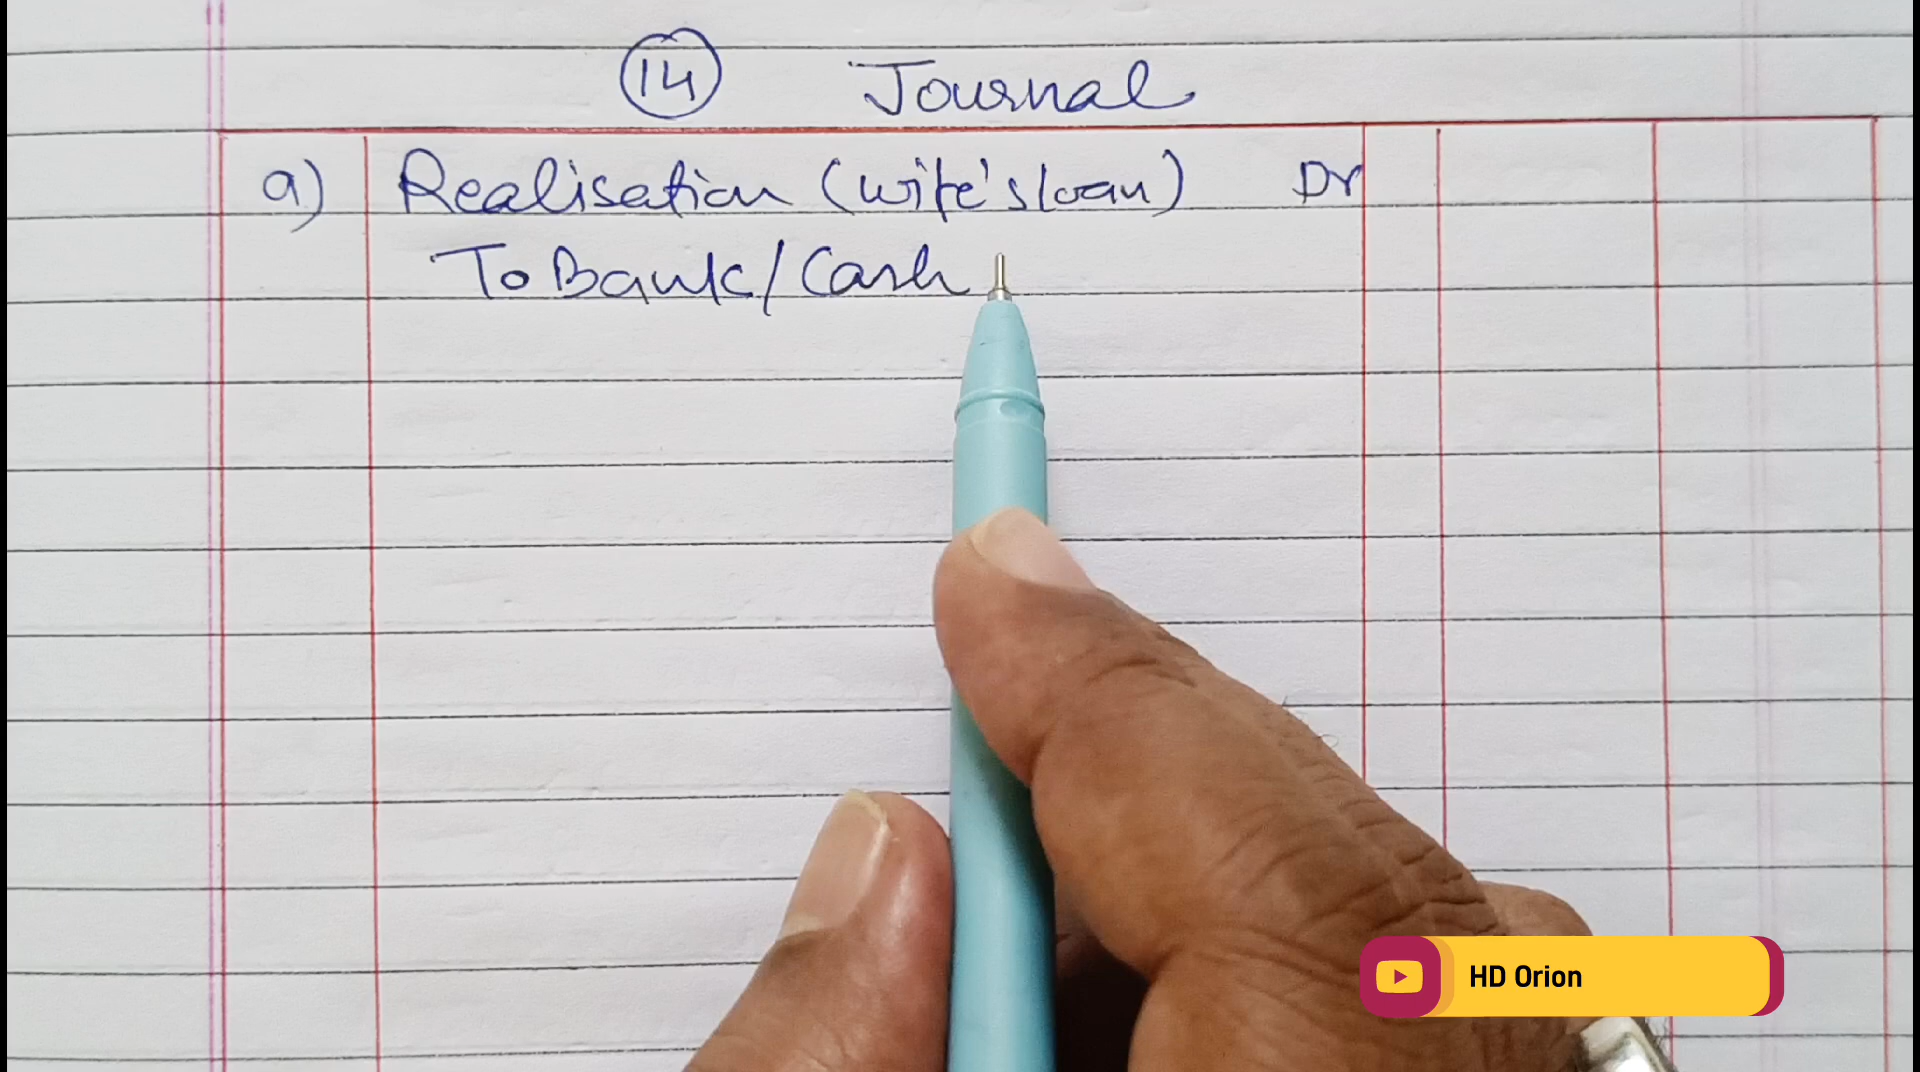 14 Journal
a) Realisation (wife's loan) Dr
To Bank/Cash
HD Orion